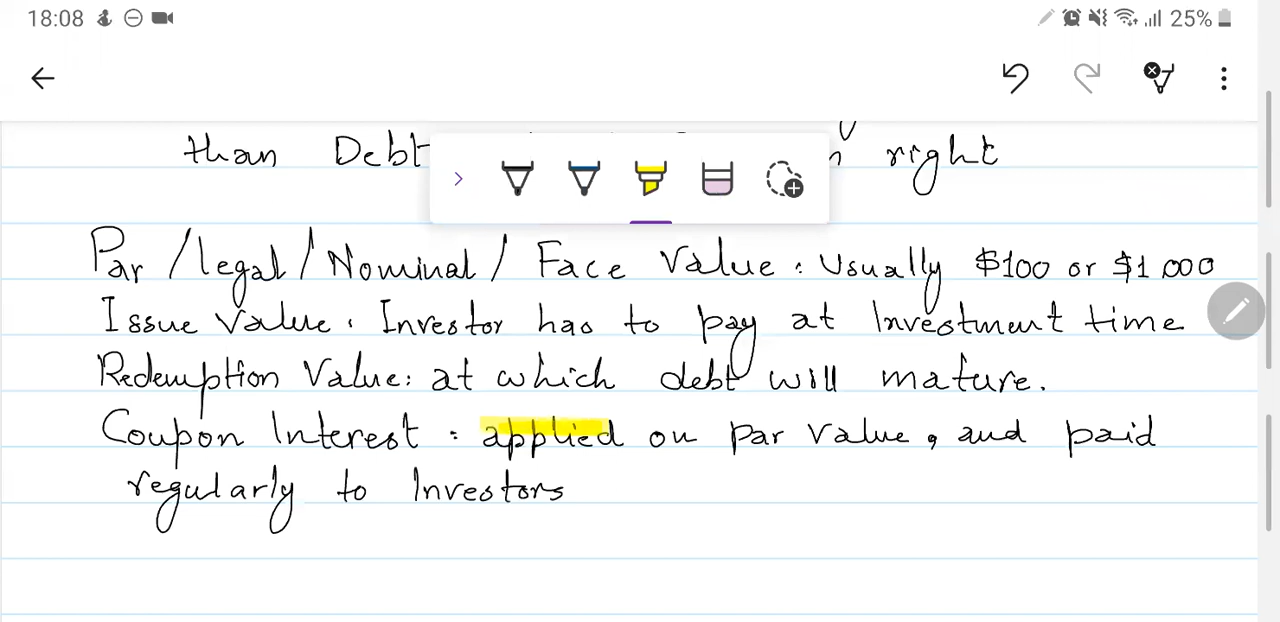 18:08 25%
than Debt right
Par /legal/Nominal/ Face Value : Usually $100 or $1000
Issue Value : Investor has to pay at Investment time
Redemption Value: at which debt will mature.
Coupon Interest : applied on Par Value, and paid
regularly to Investors